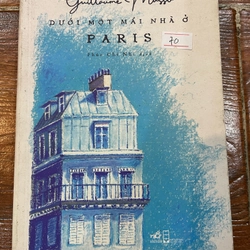 Guillaume Musso
DƯỚI MỘT MÁI NHÀ Ở
PARIS
70